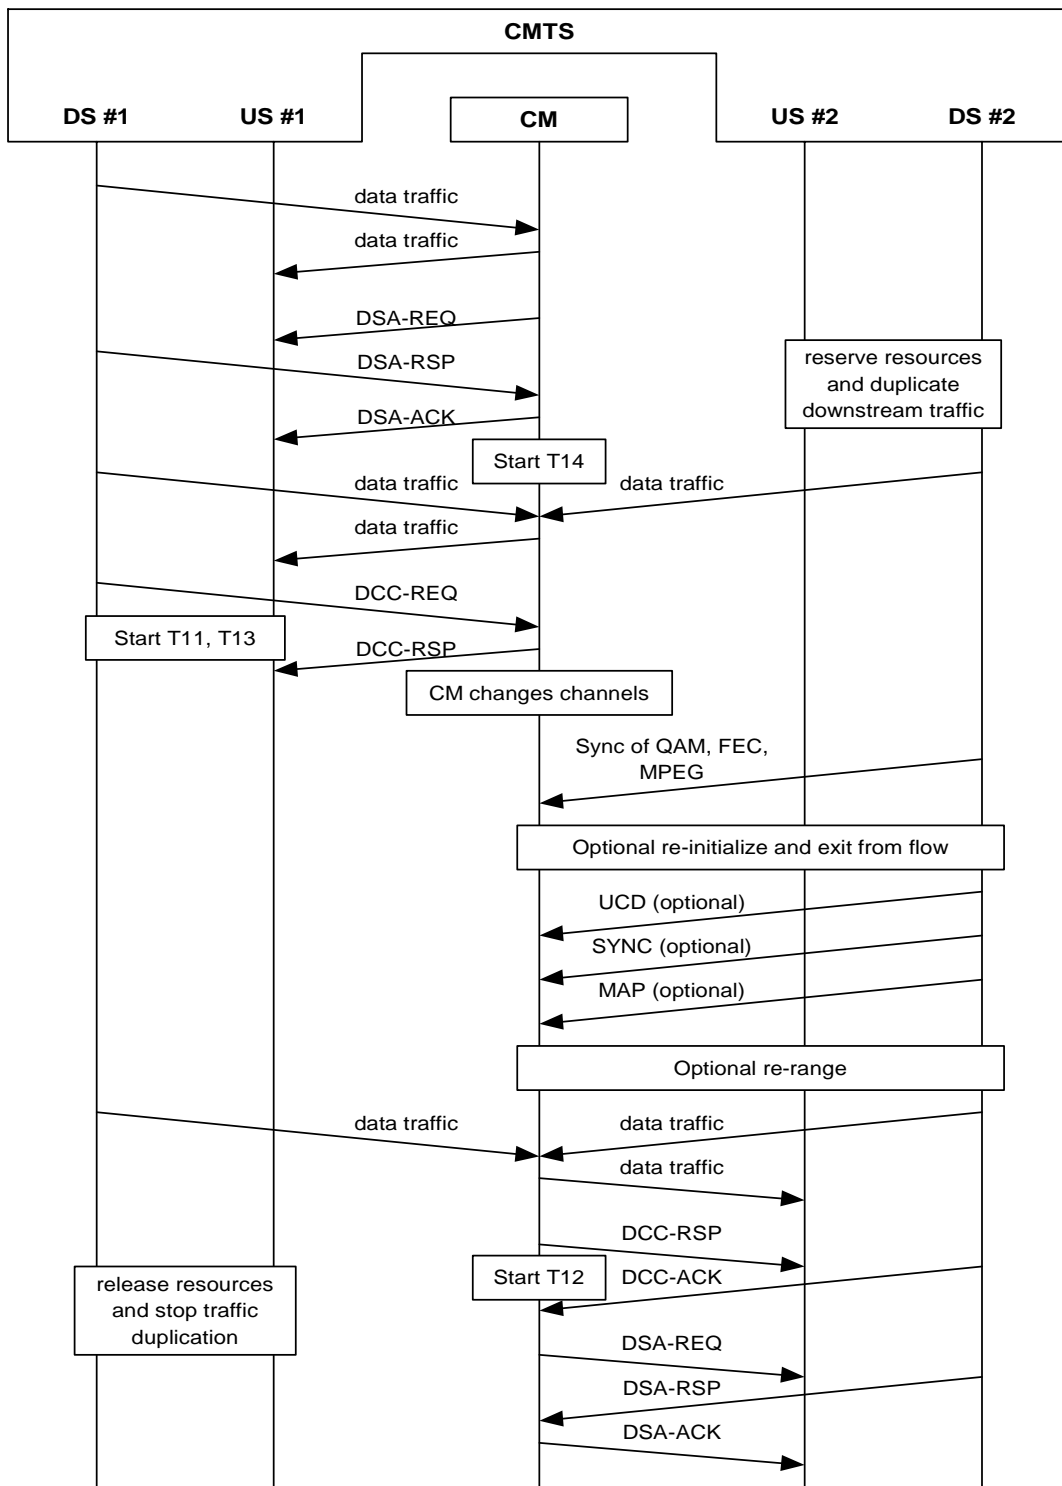 CMTS
DS #1
US #1
CM
US #2
DS #2
data traffic
data traffic
DSA-REQ
reserve resources
and duplicate
downstream traffic
DSA-RSP
DSA-ACK
Start T14
data traffic
data traffic
data traffic
DCC-REQ
Start T11, T13
DCC-RSP
CM changes channels
Sync of QAM, FEC,
MPEG
Optional re-initialize and exit from flow
UCD (optional)
SYNC (optional)
MAP (optional)
Optional re-range
data traffic
data traffic
data traffic
DCC-RSP
Start T12
DCC-ACK
release resources
and stop traffic
duplication
DSA-REQ
DSA-RSP
DSA-ACK